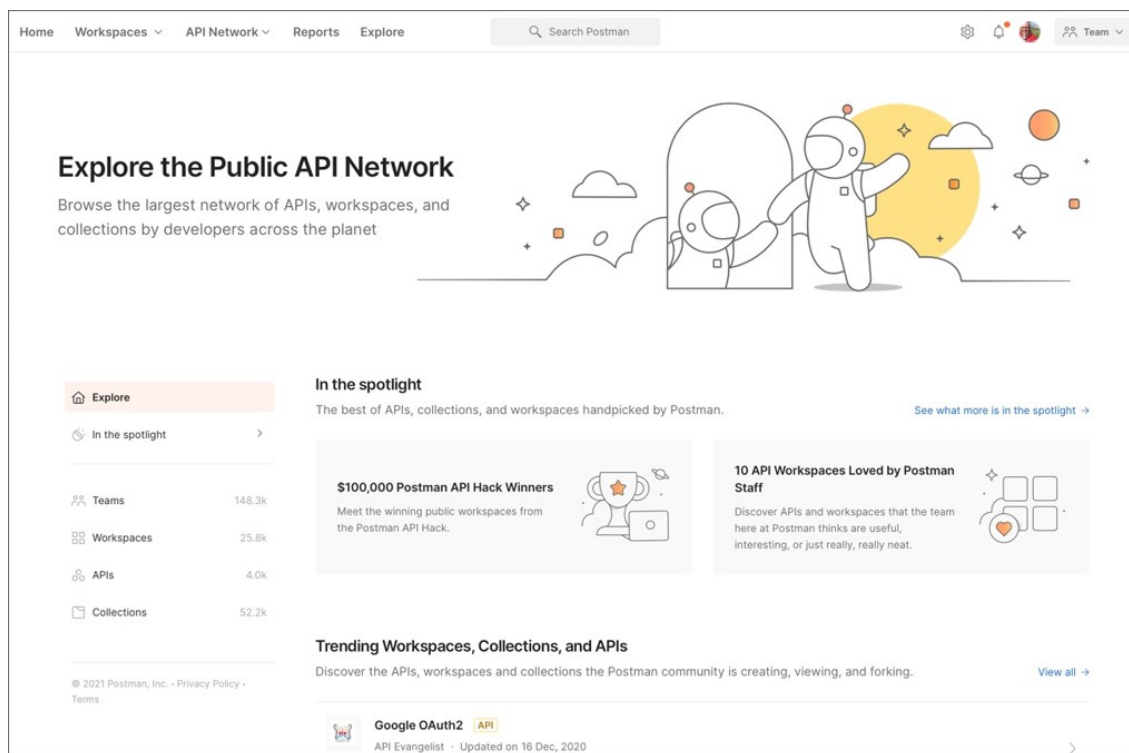 Home Workspaces API Network Reports Explore Search Postman Team
Explore the Public API Network
Browse the largest network of APIs, workspaces, and
collections by developers across the planet
Explore
In the spotlight
Teams 148.3k
Workspaces 25.8k
APIs 4.0k
Collections 52.2k
© 2021 Postman, Inc. • Privacy Policy •
Terms
In the spotlight
The best of APIs, collections, and workspaces handpicked by Postman.
See what more is in the spotlight →
$100,000 Postman API Hack Winners
Meet the winning public workspaces from
the Postman API Hack.
10 API Workspaces Loved by Postman
Staff
Discover APIs and workspaces that the team
here at Postman thinks are useful,
interesting, or just really, really neat.
Trending Workspaces, Collections, and APIs
Discover the APIs, workspaces and collections the Postman community is creating, viewing, and forking.
View all →
Google OAuth2 API
API Evangelist · Updated on 16 Dec, 2020